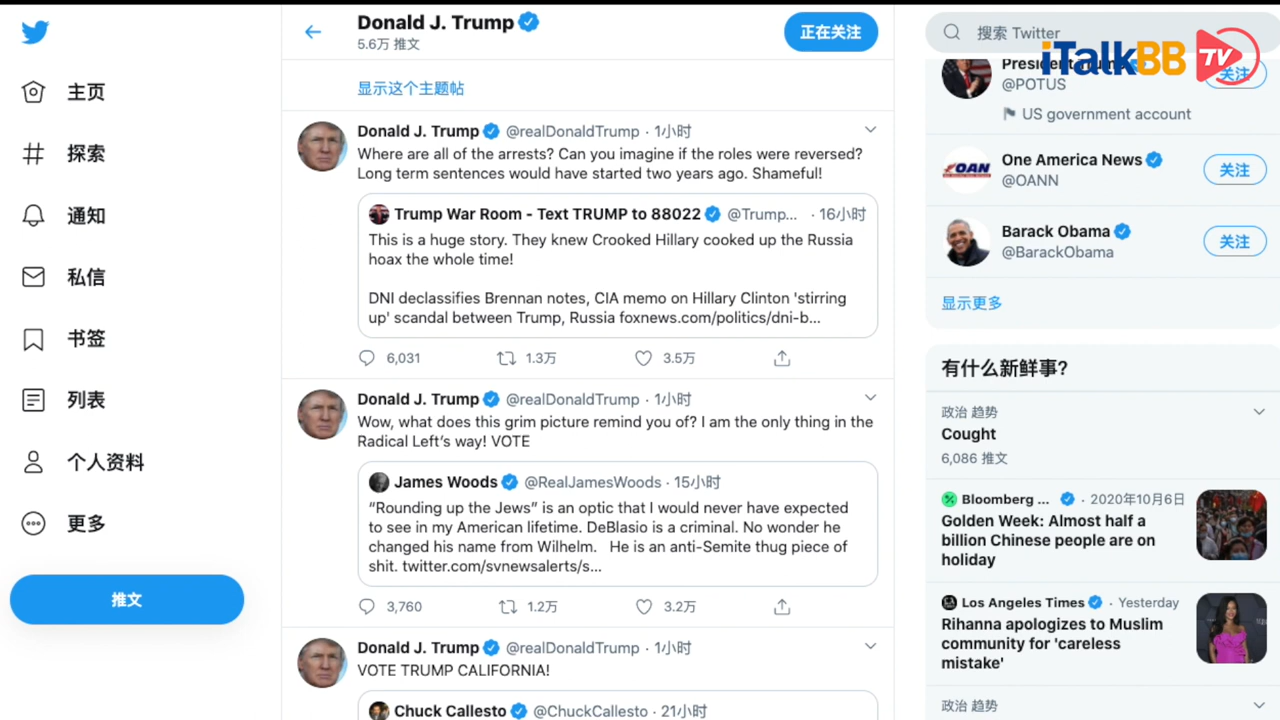 主页
探索
通知
私信
书签
列表
个人资料
更多
推文
Donald J. Trump
5.6万 推文
正在关注
显示这个主题帖
Donald J. Trump @realDonaldTrump · 1小时
Where are all of the arrests? Can you imagine if the roles were reversed?
Long term sentences would have started two years ago. Shameful!
Trump War Room - Text TRUMP to 88022 @Trump... · 16小时
This is a huge story. They knew Crooked Hillary cooked up the Russia
hoax the whole time!
DNI declassifies Brennan notes, CIA memo on Hillary Clinton 'stirring
up' scandal between Trump, Russia foxnews.com/politics/dni-b...
6,031 1.3万 3.5万
Donald J. Trump @realDonaldTrump · 1小时
Wow, what does this grim picture remind you of? I am the only thing in the
Radical Left’s way! VOTE
James Woods @RealJamesWoods · 15小时
“Rounding up the Jews” is an optic that I would never have expected
to see in my American lifetime. DeBlasio is a criminal. No wonder he
changed his name from Wilhelm. He is an anti-Semite thug piece of
shit. twitter.com/svnewsalerts/s...
3,760 1.2万 3.2万
Donald J. Trump @realDonaldTrump · 1小时
VOTE TRUMP CALIFORNIA!
Chuck Callesto @ChuckCallesto · 21小时
搜索 Twitter
iTalkBB TV
President Trump
关注
@POTUS
US government account
One America News
@OANN
关注
OAN
Barack Obama
@BarackObama
关注
显示更多
有什么新鲜事?
政治 趋势
Cought
6,086 推文
Bloomberg ... · 2020年10月6日
Golden Week: Almost half a
billion Chinese people are on
holiday
Los Angeles Times · Yesterday
Rihanna apologizes to Muslim
community for 'careless
mistake'
政治 趋势